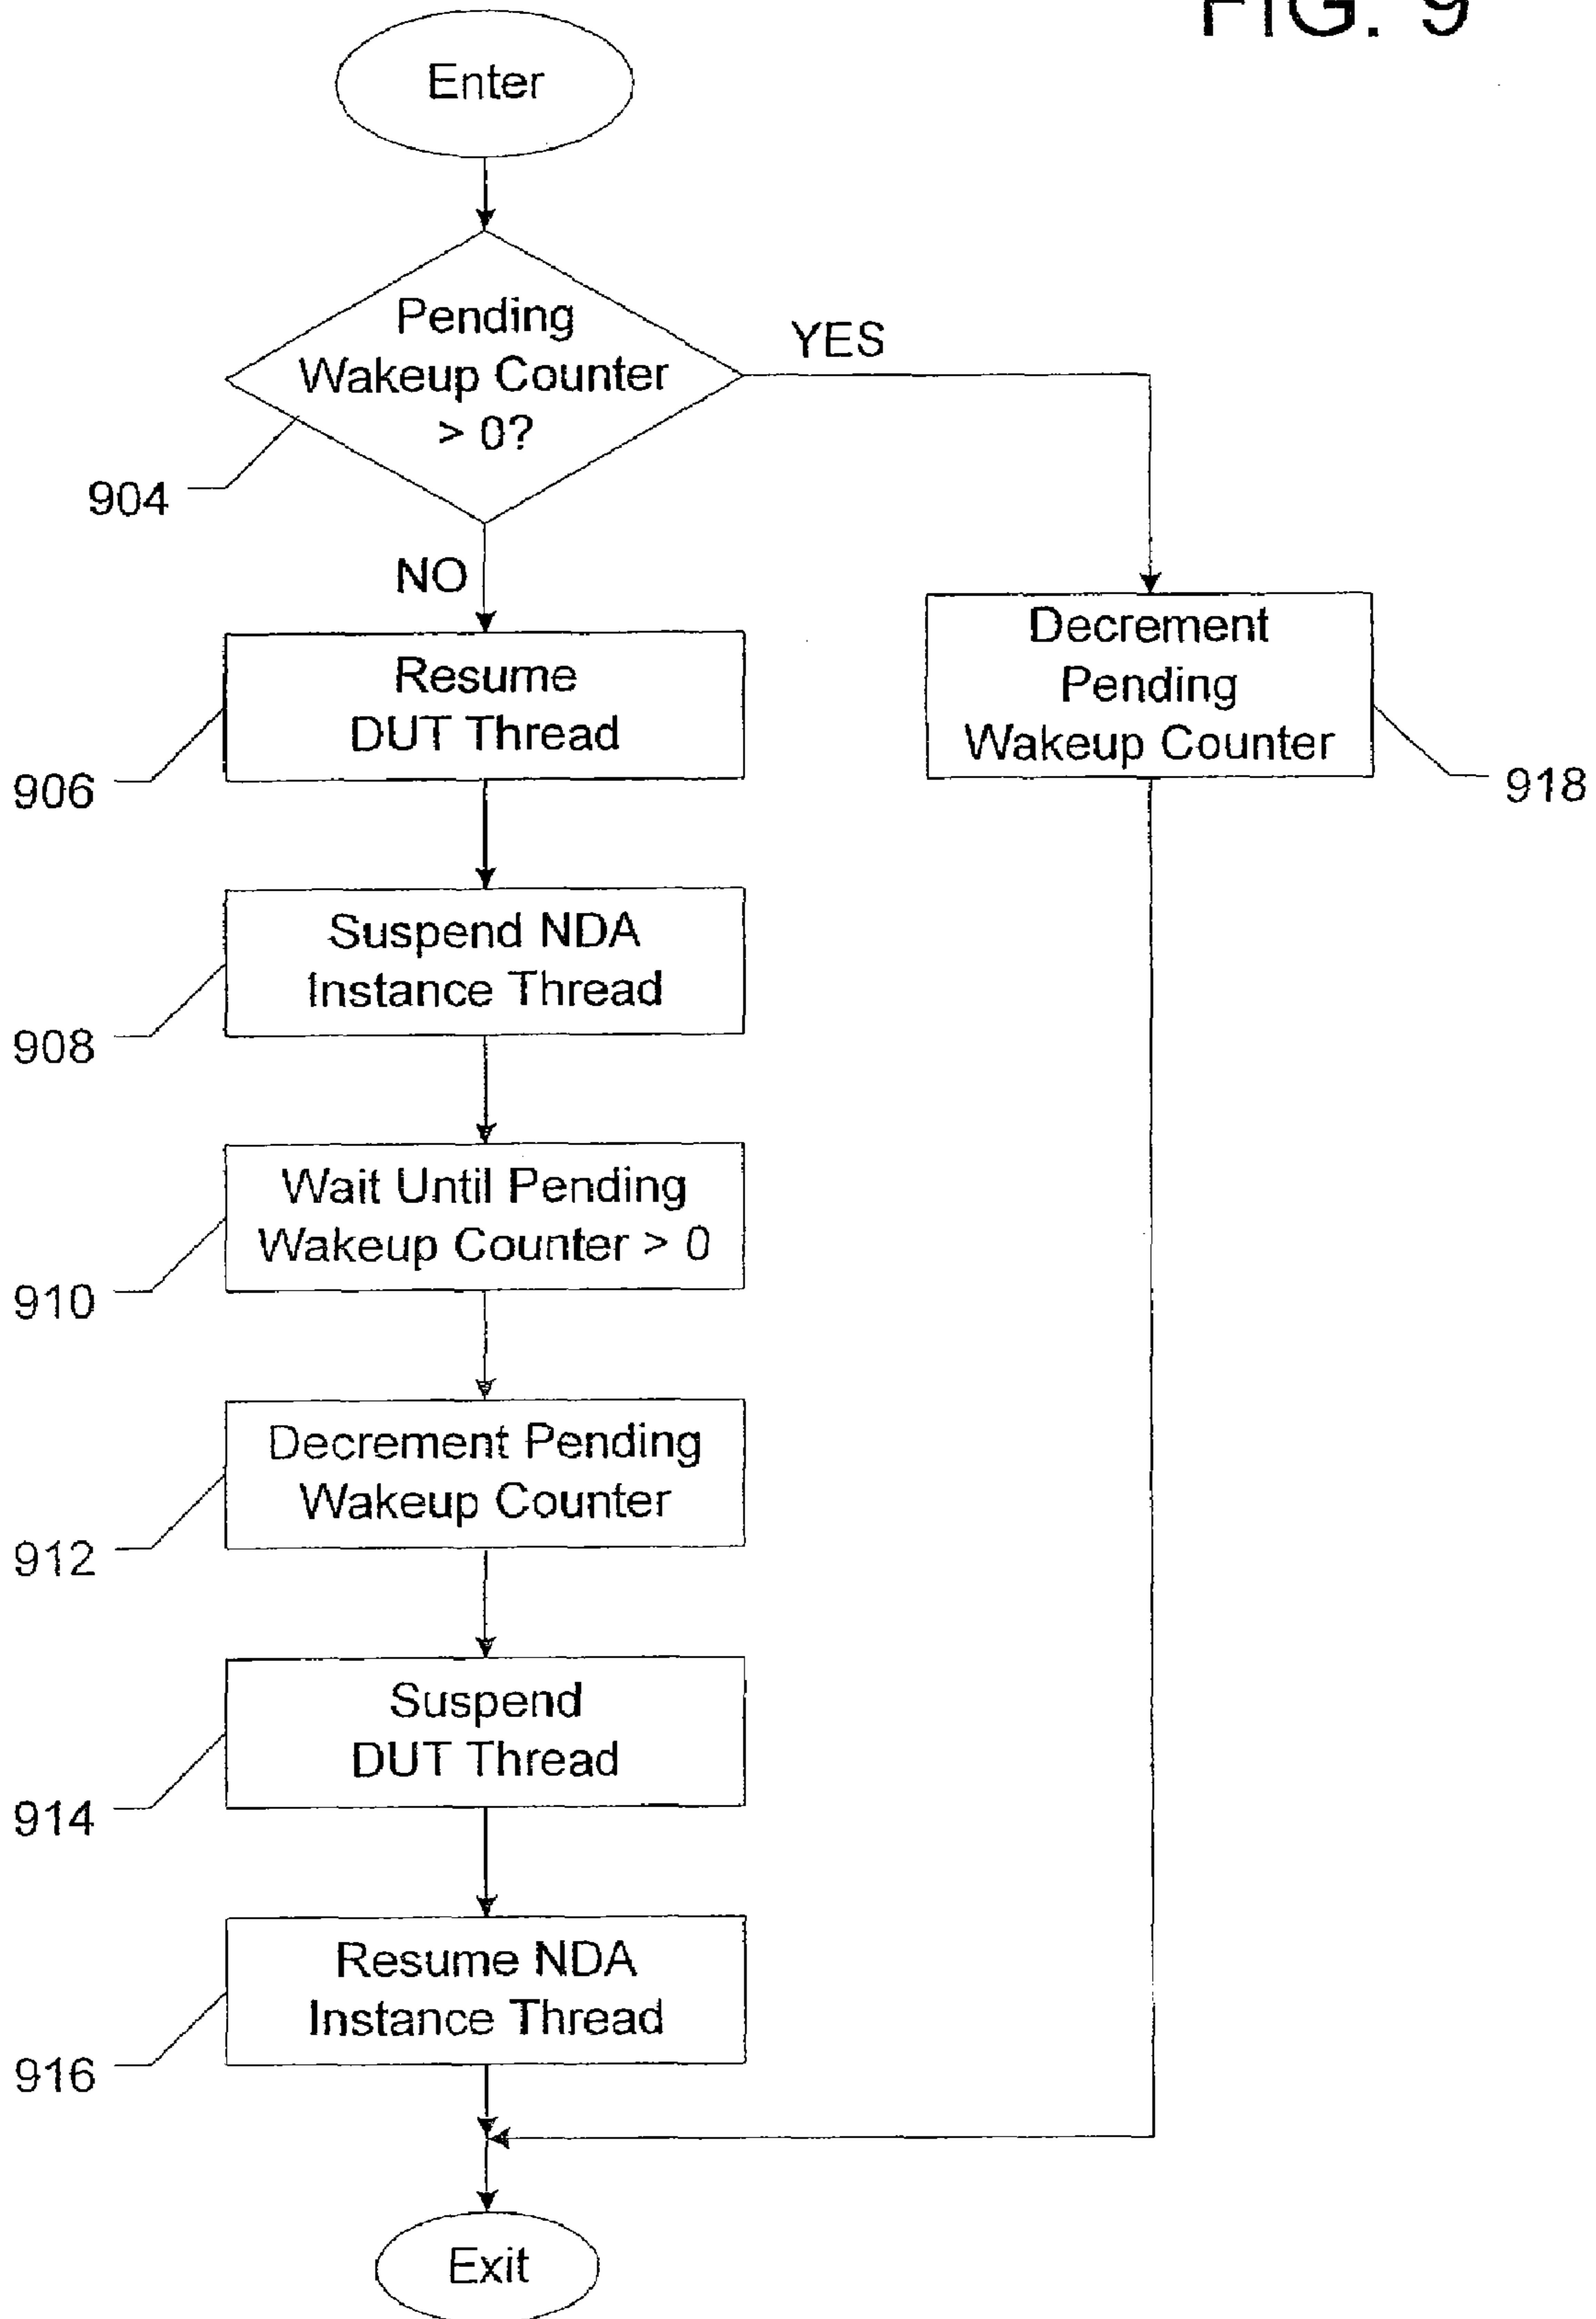 FIG. 9
Enter
Pending
Wakeup Counter
> 0?
YES
904
NO
Resume
DUT Thread
906
Decrement
Pending
Wakeup Counter
918
Suspend NDA
Instance Thread
908
Wait Until Pending
Wakeup Counter > 0
910
Decrement Pending
Wakeup Counter
912
Suspend
DUT Thread
914
Resume NDA
Instance Thread
916
Exit